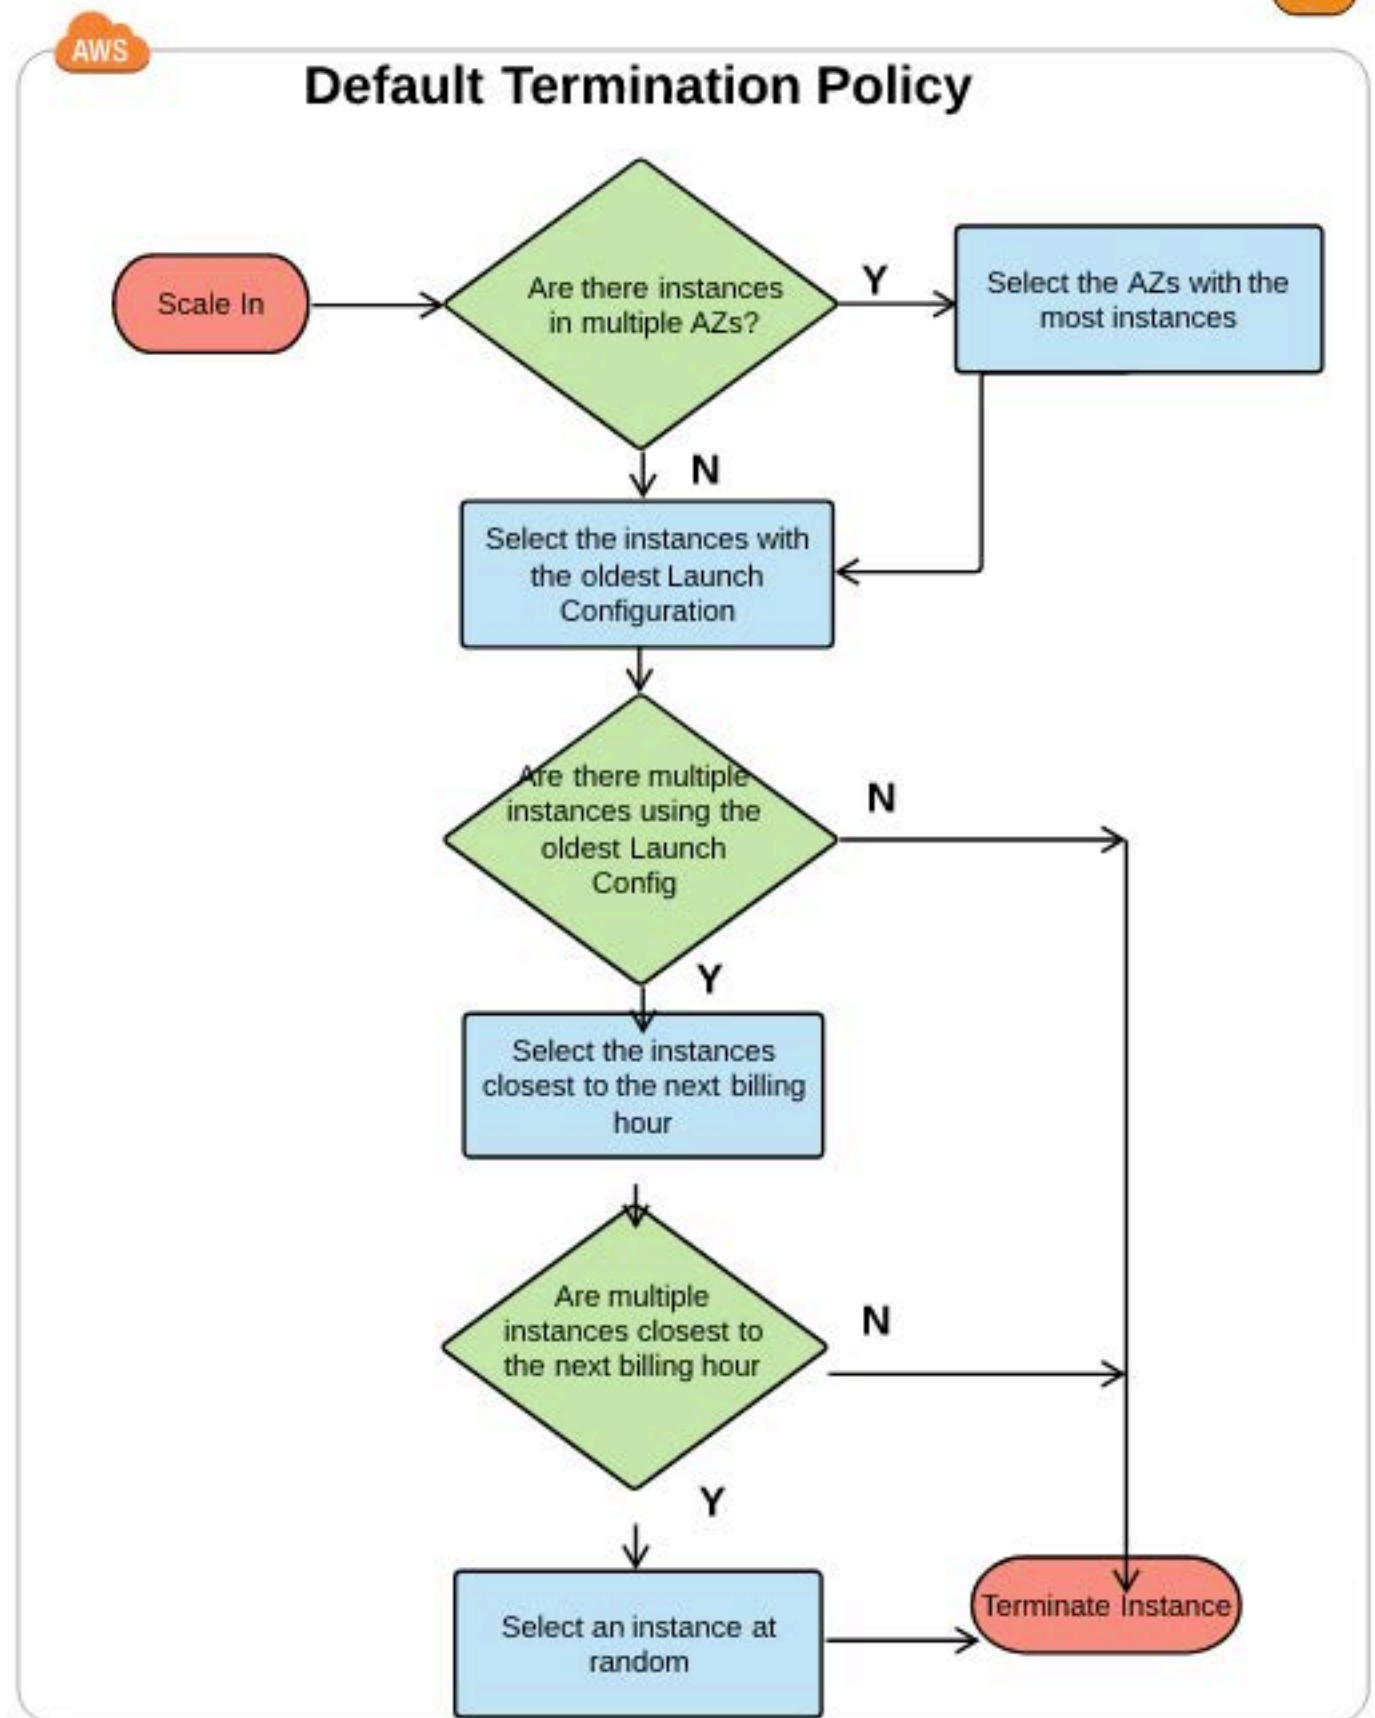 AWS
Default Termination Policy
Scale In
Are there instances
in multiple AZs?
Y
Select the AZs with the
most instances
N
Select the instances with
the oldest Launch
Configuration
Are there multiple
instances using the
oldest Launch
Config
N
Y
Select the instances
closest to the next billing
hour
Are multiple
instances closest to
the next billing hour
N
Y
Select an instance at
random
Terminate Instance